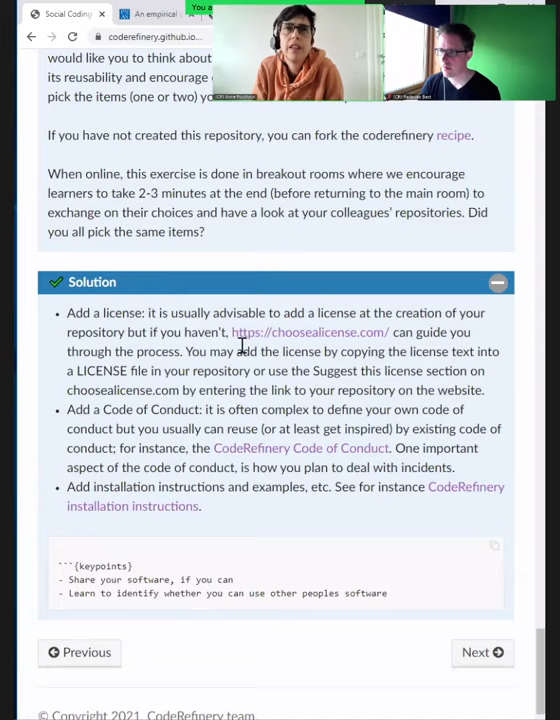 Social Coding
An empirical
You a
coderefinery.github.io...
would like you to think about
its reusability and encourage
pick the items (one or two)
If you have not created this repository, you can fork the coderefinery recipe.
When online, this exercise is done in breakout rooms where we encourage
learners to take 2-3 minutes at the end (before returning to the main room) to
exchange on their choices and have a look at your colleagues' repositories. Did
you all pick the same items?
Solution
• Add a license: it is usually advisable to add a license at the creation of your
repository but if you haven't, https://choosealicense.com/ can guide you
through the process. You may add the license by copying the license text into
a LICENSE file in your repository or use the Suggest this license section on
choosealicense.com by entering the link to your repository on the website.
• Add a Code of Conduct: it is often complex to define your own code of
conduct but you usually can reuse (or at least get inspired) by existing code of
conduct; for instance, the CodeRefinery Code of Conduct. One important
aspect of the code of conduct, is how you plan to deal with incidents.
• Add installation instructions and examples, etc. See for instance CodeRefinery
installation instructions.
```{keypoints}
- Share your software, if you can
- Learn to identify whether you can use other peoples software
Previous
Next
© Copyright 2021, CodeRefinery team.